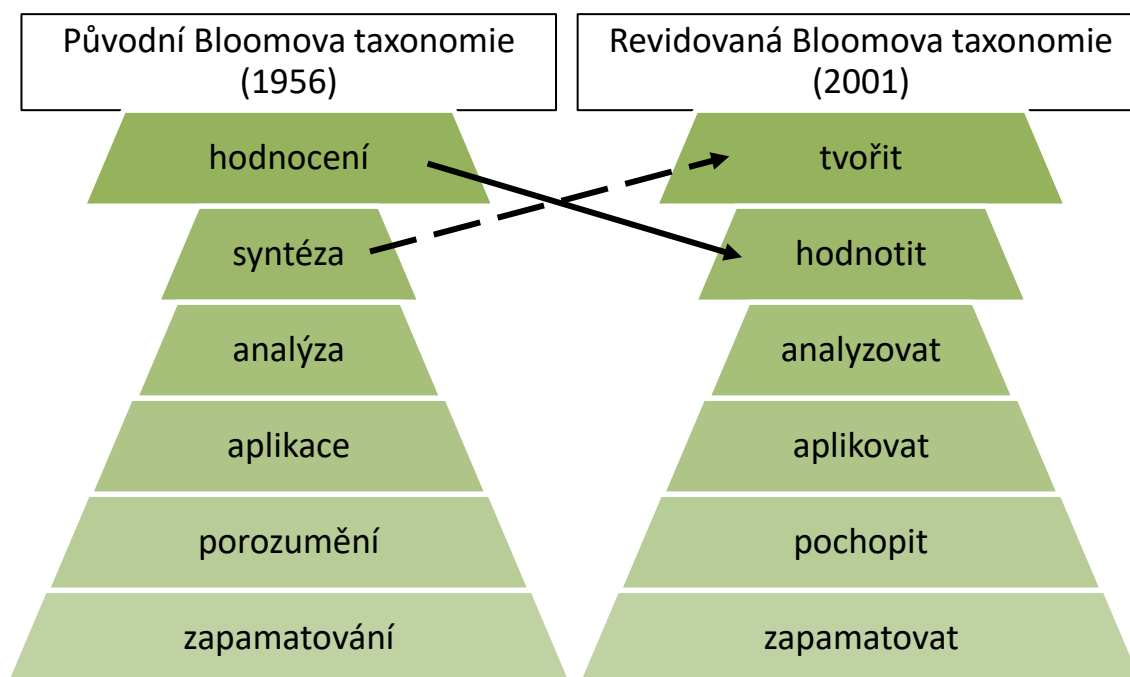 Původní Bloomova taxonomie
(1956)
hodnocení
syntéza
analýza
aplikace
porozumění
zapamatování
Revidovaná Bloomova taxonomie
(2001)
tvořit
hodnotit
analyzovat
aplikovat
pochopit
zapamatovat